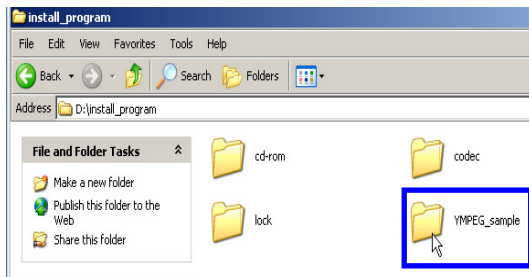 install_program
File Edit View Favorites Tools Help
Back Search Folders
Address D:\install_program
File and Folder Tasks
Make a new folder
Publish this folder to the
Web
Share this folder
cd-rom
codec
lock
YMPEG_sample